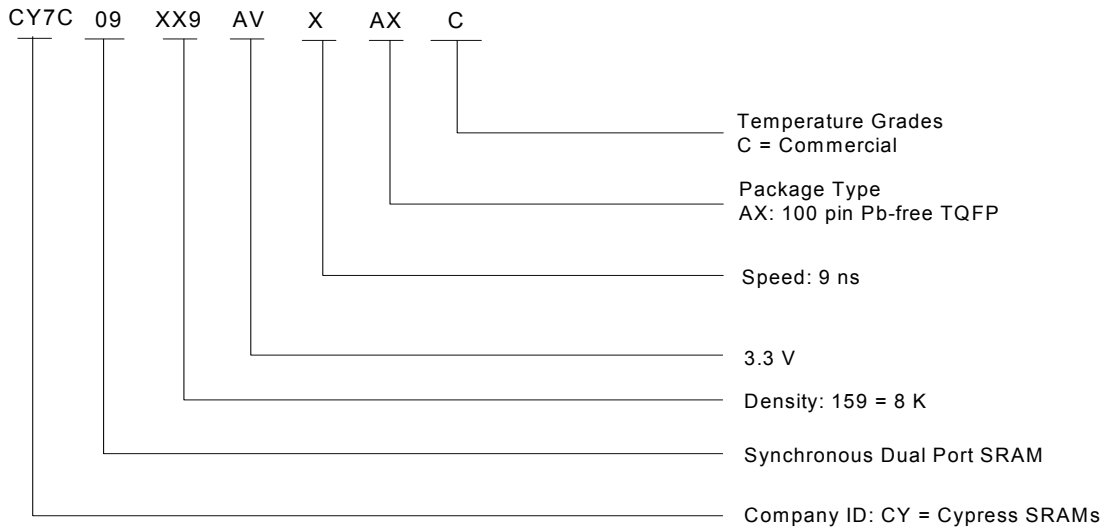 CY7C 09 XX9 AV X AX C
Temperature Grades
C = Commercial
Package Type
AX: 100 pin Pb-free TQFP
Speed: 9 ns
3.3 V
Density: 159 = 8 K
Synchronous Dual Port SRAM
Company ID: CY = Cypress SRAMs